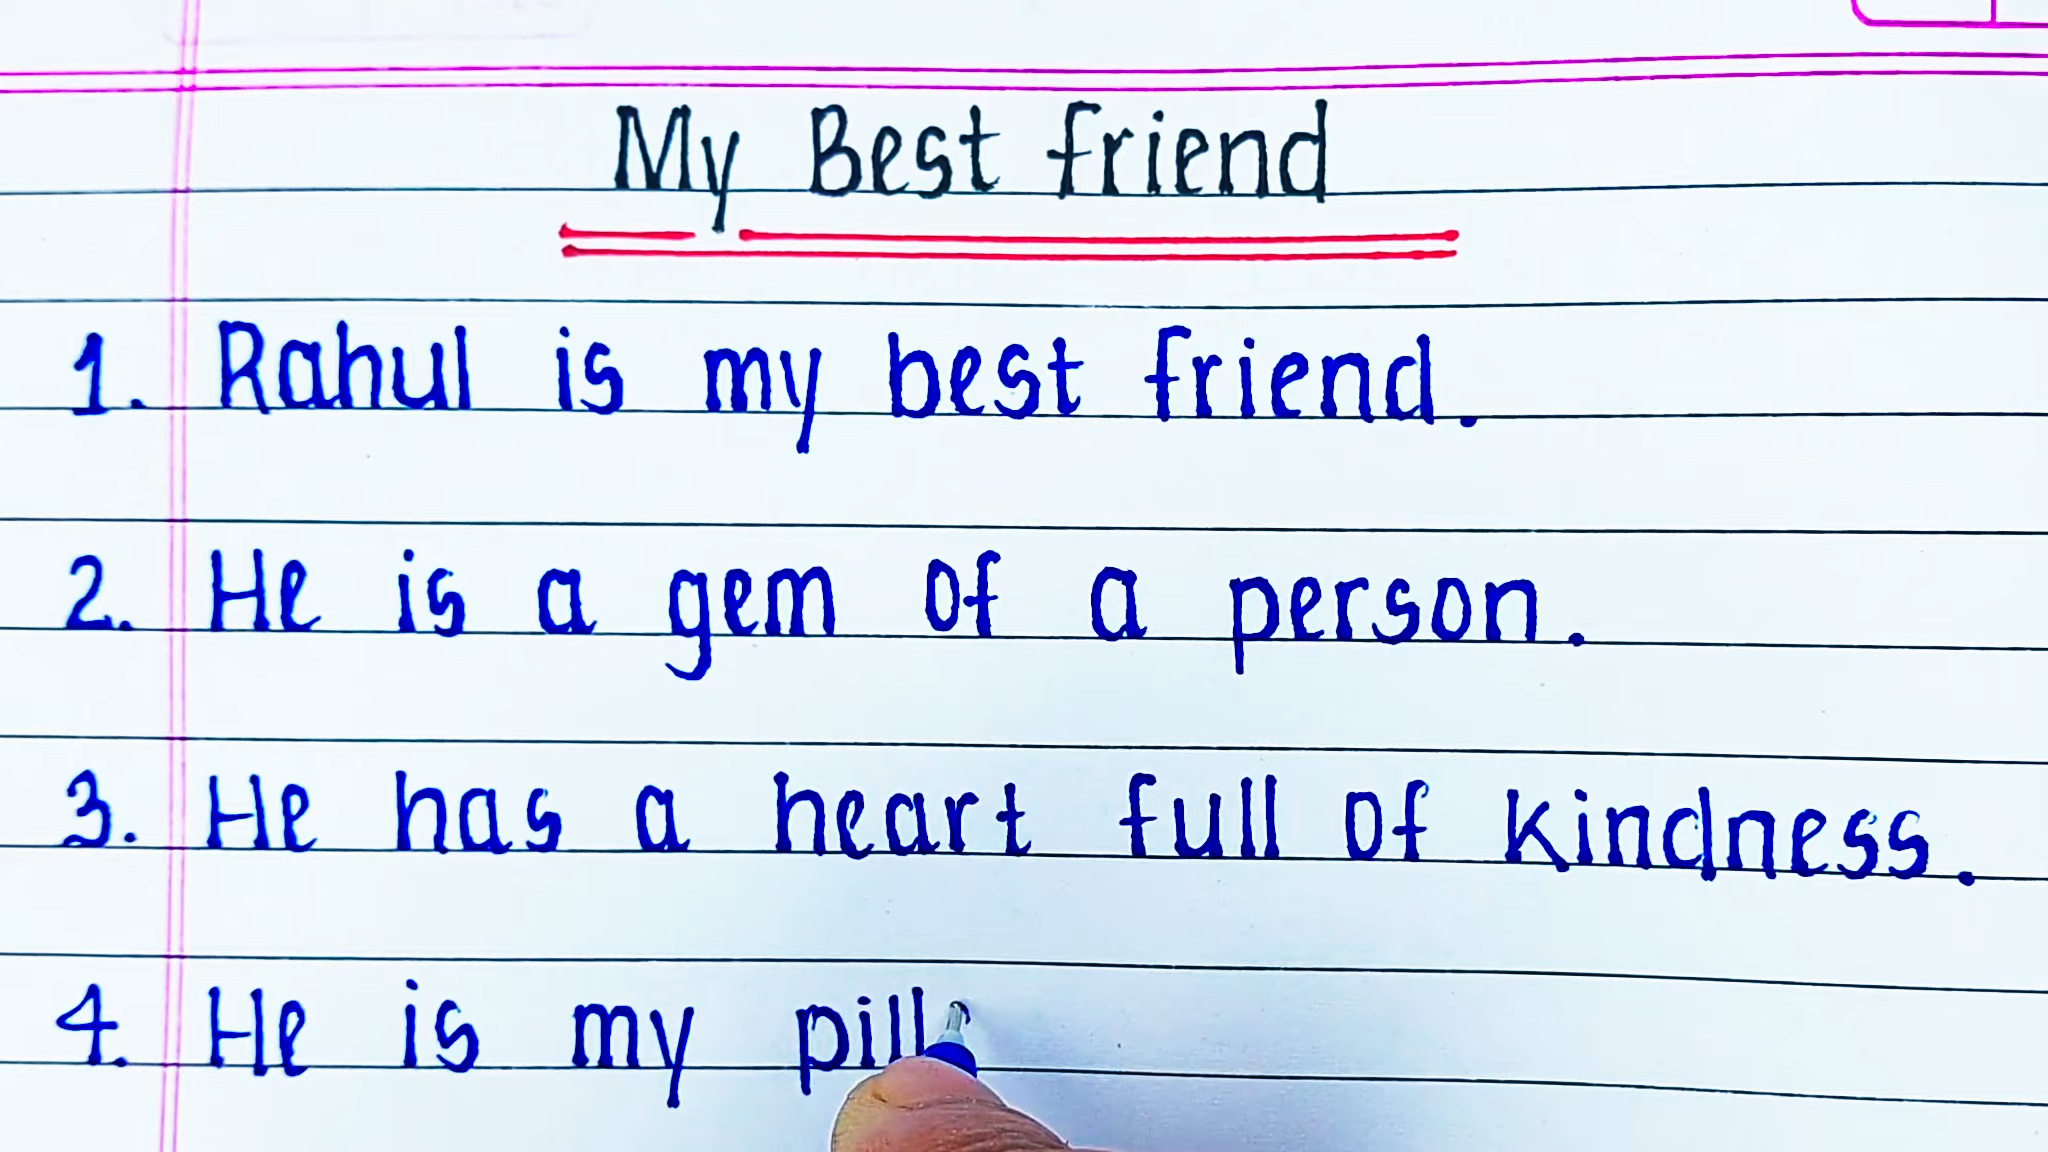 My Best friend
1. Rahul is my best friend.
2. He is a gem of a person.
3. He has a heart full of kindness.
4. He is my pill